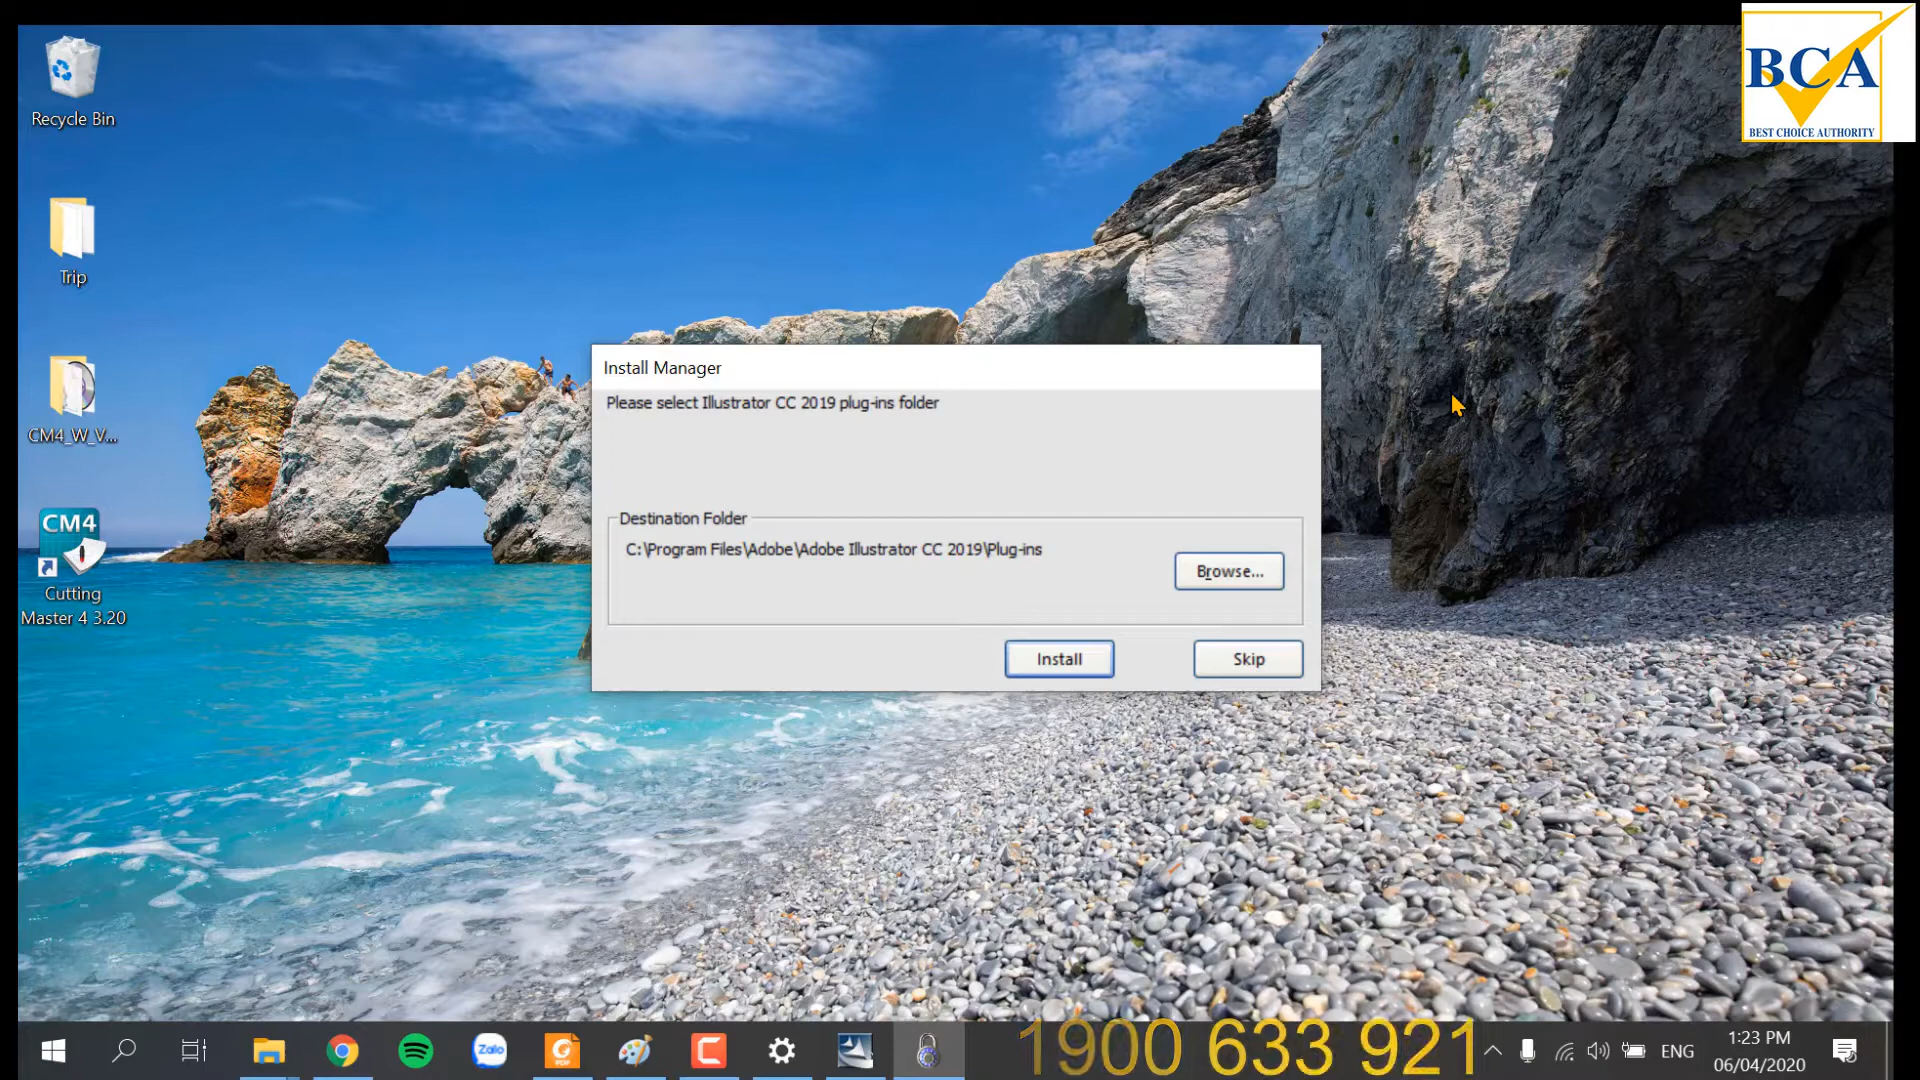 BCA
BEST CHOICE AUTHORITY
Recycle Bin
Trip
CM4_W_V...
CM4
Cutting
Master 4 3.20
Install Manager
Please select Illustrator CC 2019 plug-ins folder
Destination Folder
C:\Program Files\Adobe\Adobe Illustrator CC 2019\Plug-ins
Browse...
Install
Skip
Zalo
1900 633 921
ENG
1:23 PM
06/04/2020